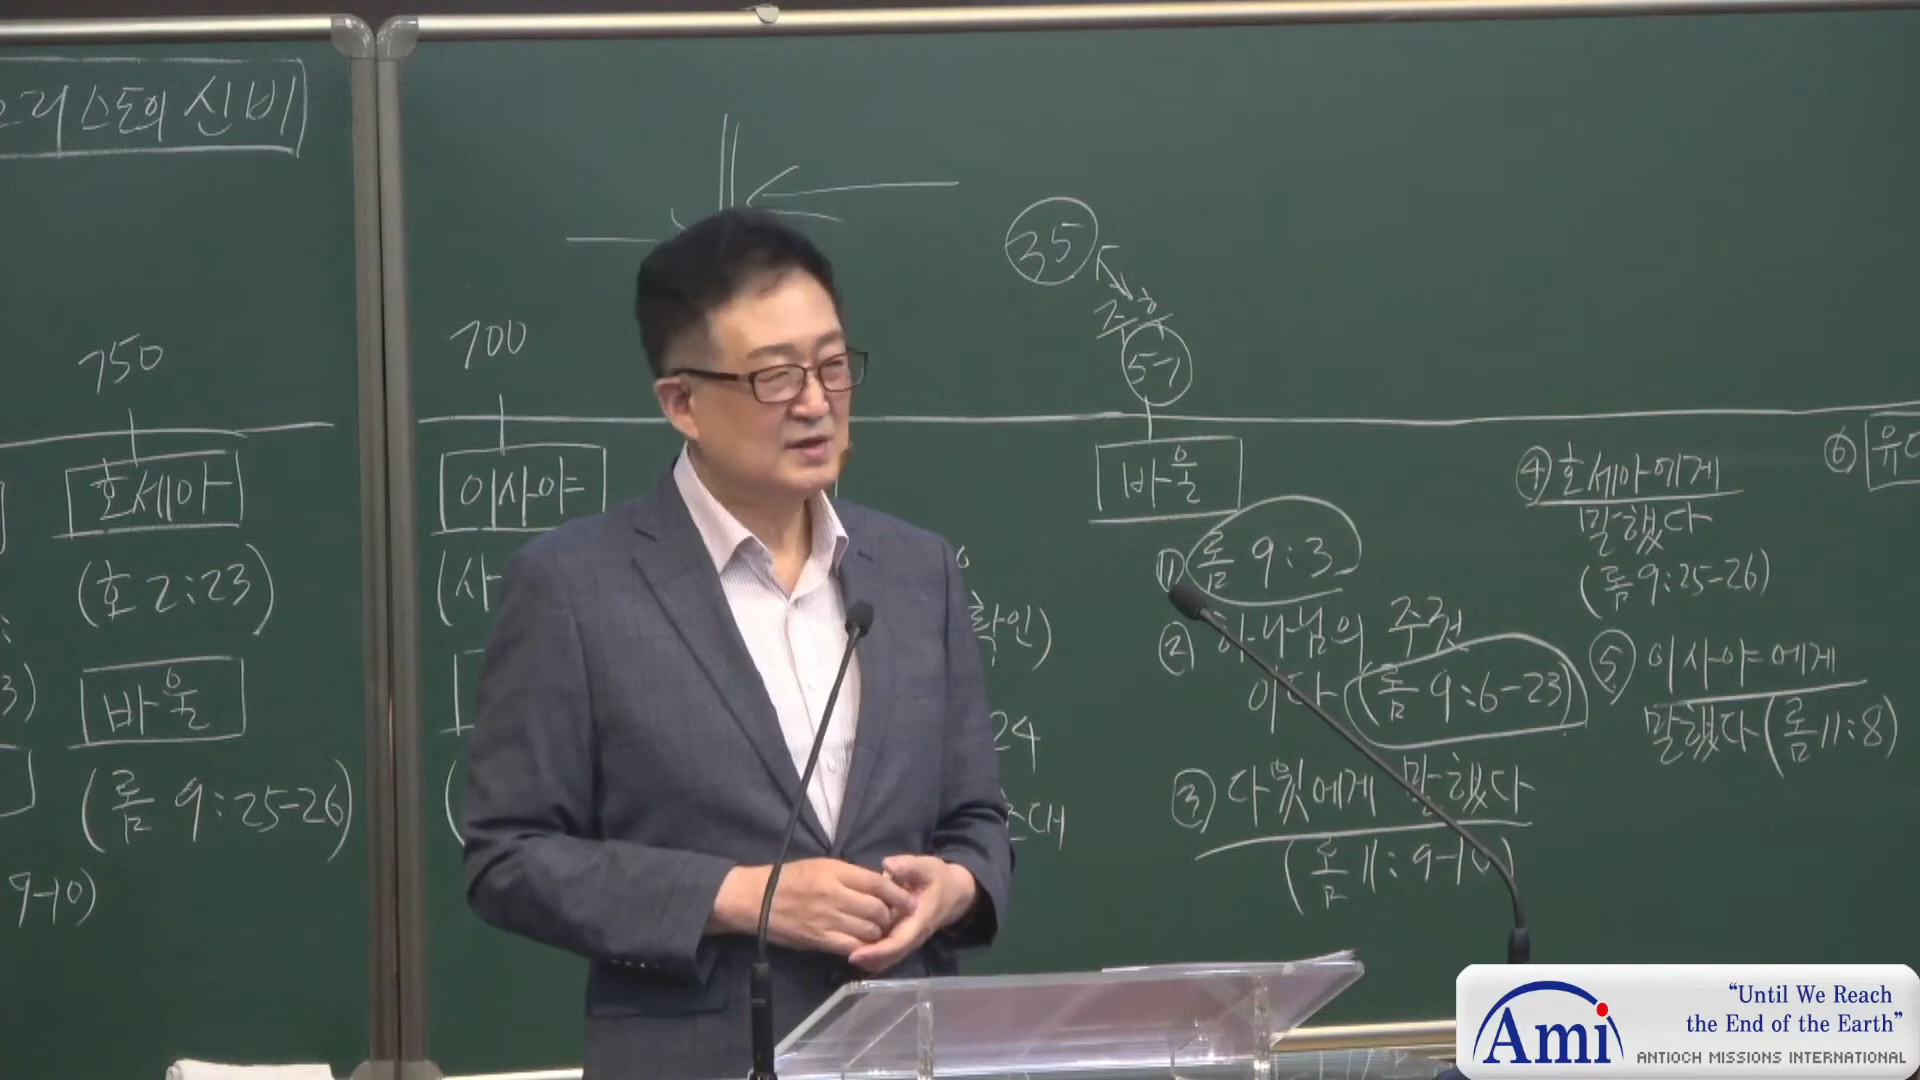 스도의 신비
750
호세아
(호 2:23)
바울
(롬 9:25-26)
3)
9-10)
700
이사야
(사
확인)
24
35
57
바울
① 롬 9:3
② 하나님의 주권
이다 (롬 9:6-23)
③ 다윗에게 말했다
(롬 11:9-10)
④ 호세아에게
말했다
(롬 9:25-26)
⑤ 이사야에게
말했다 (롬 11:8)
⑥ 유
Ami
“Until We Reach
the End of the Earth”
ANTIOCH MISSIONS INTERNATIONAL